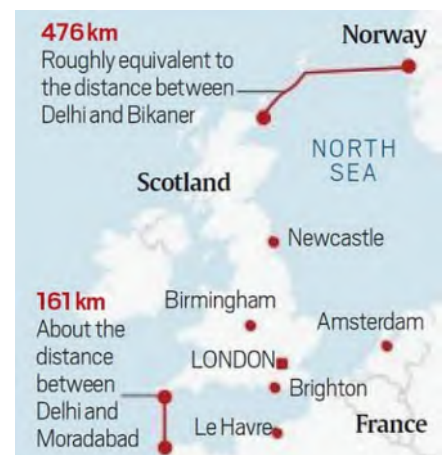 476 km
Roughly equivalent to
the distance between
Delhi and Bikaner
Norway
NORTH
SEA
Scotland
Newcastle
161 km
About the
distance
between
Delhi and
Moradabad
Birmingham
Amsterdam
LONDON
Brighton
Le Havre
France